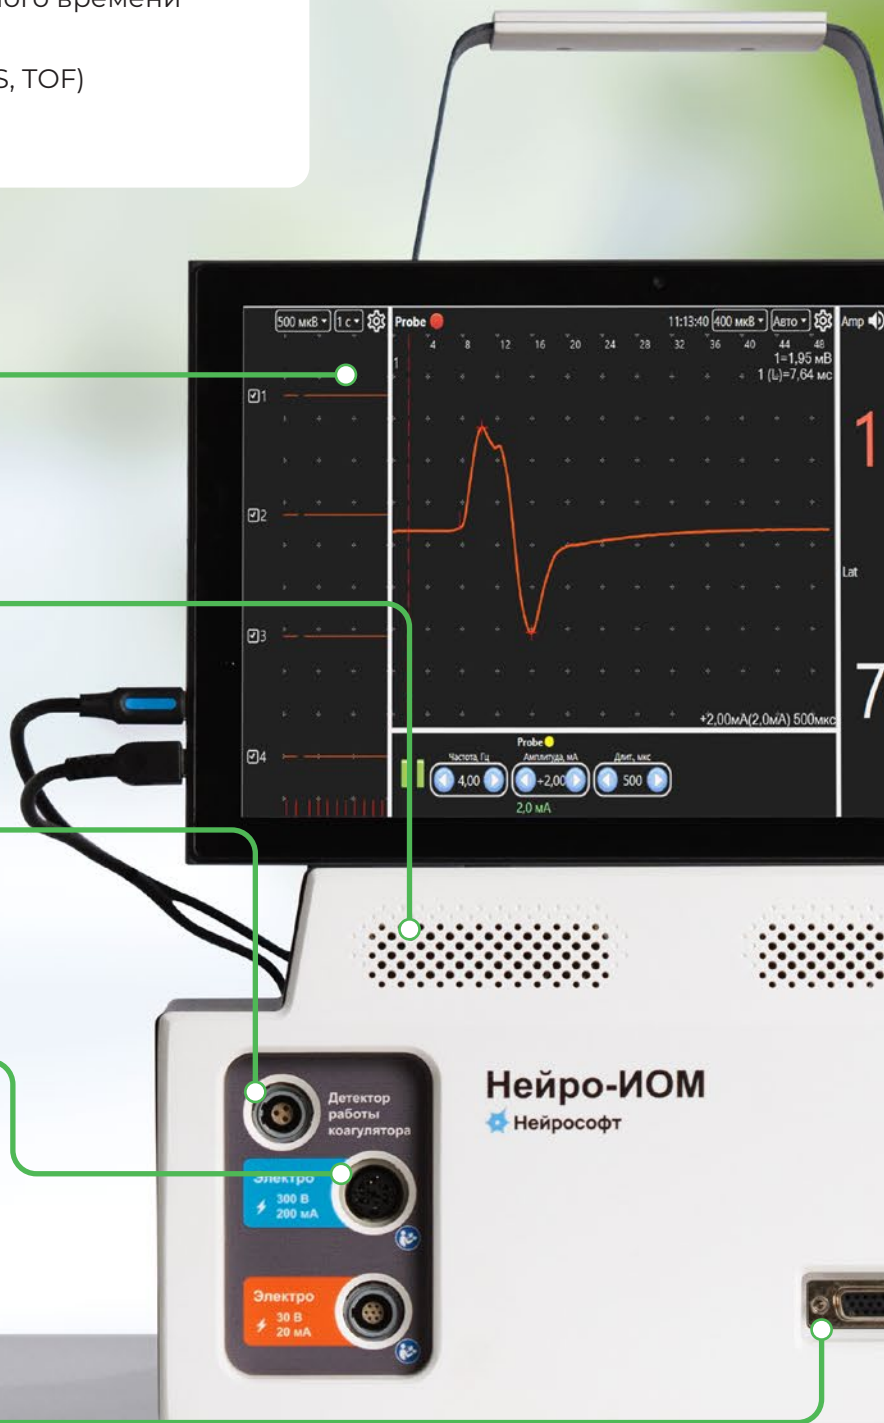 ного времени
S, TOF)
500 мкВ
1 с
Probe
11:13:40
400 мкВ
Авто
Amp
4 8 12 16 20 24 28 32 36 40 44 48
1
1=1,95 мВ
1 (L)=7,64 мс
1
2
3
4
1
Lat
7
+2,00мА(2,0мА) 500мкс
Probe
Частота, Гц
Амплитуда, мА
Длит., мкс
4,00
+2,00
500
2,0 мА
Детектор
работы
коагулятора
Электро
300 В
200 мА
Электро
30 В
20 мА
Нейро-ИОМ
Нейрософт